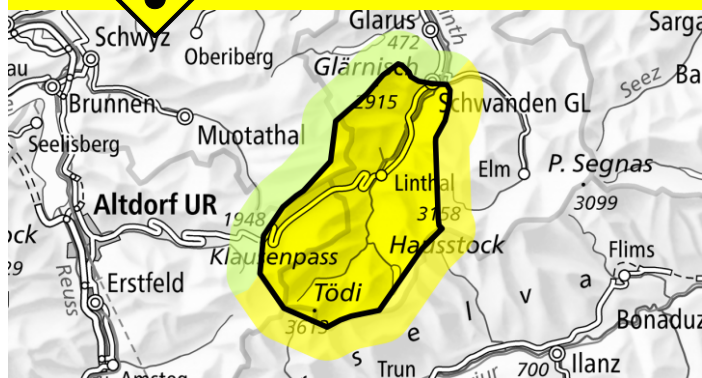 Glarus
Sarga
Schwyz
472
Oberiberg
Glärnisch
Seez
au
Ba
Brunnen
2915
Schwanden GL
Muotathal
Seelisberg
Elm
P. Segnas
Linthal
3099
Altdorf UR
1948
3158
ock
Klausenpass
Hausstock
Flims
29
Reuss
Erstfeld
Tödi
s e l v a
3613
Bonaduz
Trun
700
Ilanz
Amsteg